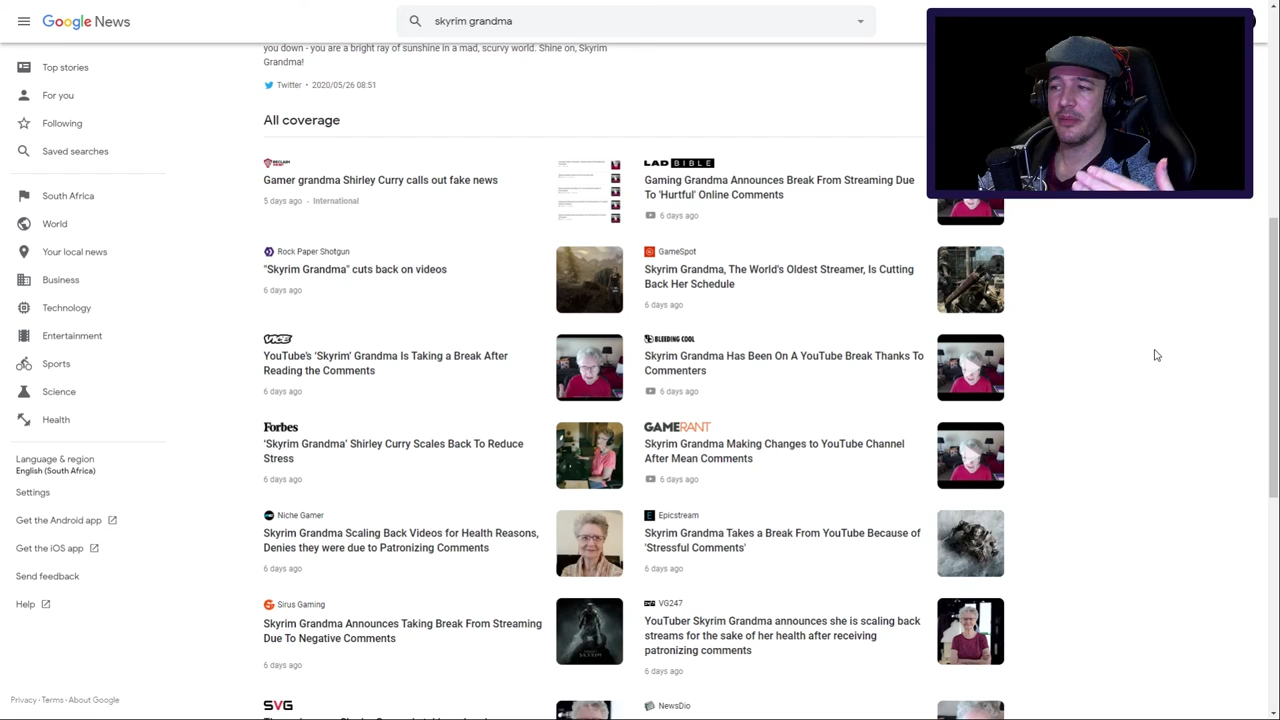 Google News
skyrim grandma
Top stories
For you
Following
Saved searches
South Africa
World
Your local news
Business
Technology
Entertainment
Sports
Science
Health
Language & region
English (South Africa)
Settings
Get the Android app
Get the iOS app
Send feedback
Help
Privacy · Terms · About Google
you down - you are a bright ray of sunshine in a mad, scurvy world. Shine on, Skyrim
Grandma!
Twitter • 2020/05/26 08:51
All coverage
RECLAIM
Gamer grandma Shirley Curry calls out fake news
5 days ago · International
LAD BIBLE
Gaming Grandma Announces Break From Streaming Due
To 'Hurtful' Online Comments
6 days ago
Rock Paper Shotgun
"Skyrim Grandma" cuts back on videos
6 days ago
GameSpot
Skyrim Grandma, The World's Oldest Streamer, Is Cutting
Back Her Schedule
6 days ago
VICE
YouTube's 'Skyrim' Grandma Is Taking a Break After
Reading the Comments
6 days ago
BLEEDING COOL
Skyrim Grandma Has Been On A YouTube Break Thanks To
Commenters
6 days ago
Forbes
'Skyrim Grandma' Shirley Curry Scales Back To Reduce
Stress
6 days ago
GAMERANT
Skyrim Grandma Making Changes to YouTube Channel
After Mean Comments
6 days ago
Niche Gamer
Skyrim Grandma Scaling Back Videos for Health Reasons,
Denies they were due to Patronizing Comments
6 days ago
Epicstream
Skyrim Grandma Takes a Break From YouTube Because of
'Stressful Comments'
6 days ago
Sirus Gaming
Skyrim Grandma Announces Taking Break From Streaming
Due To Negative Comments
6 days ago
VG247
YouTuber Skyrim Grandma announces she is scaling back
streams for the sake of her health after receiving
patronizing comments
6 days ago
SVG
NewsDio